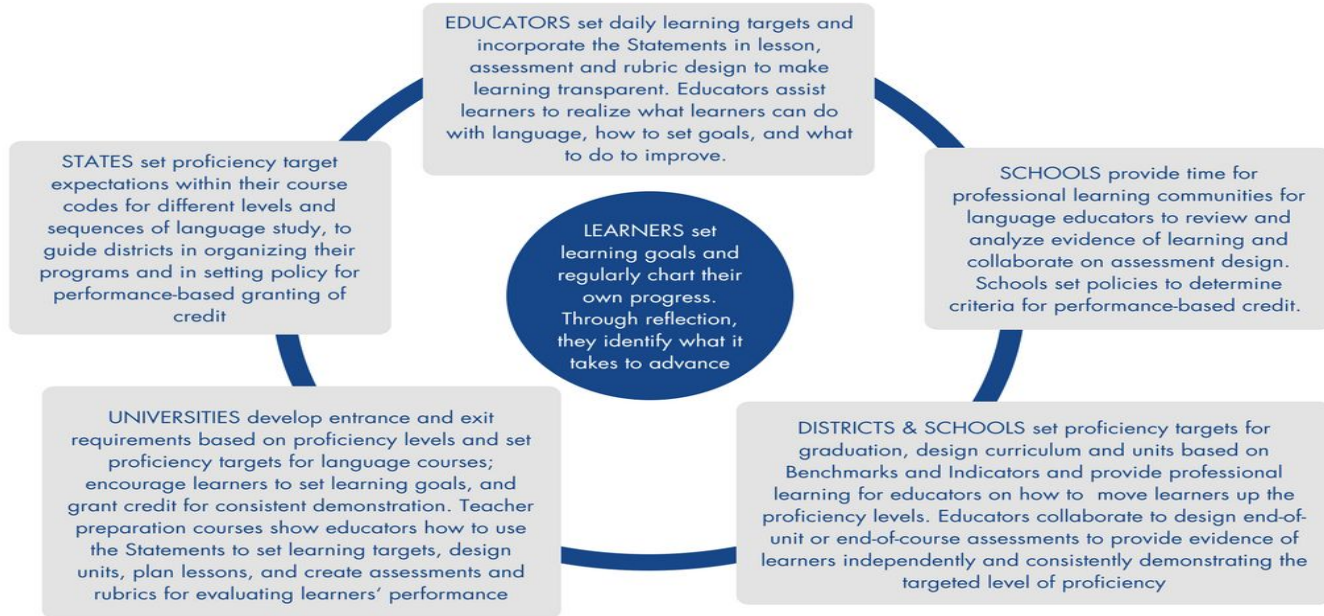 EDUCATORS set daily learning targets and
incorporate the Statements in lesson,
assessment and rubric design to make
learning transparent. Educators assist
learners to realize what learners can do
with language, how to set goals, and what
to do to improve.
STATES set proficiency target
expectations within their course
codes for different levels and
sequences of language study, to
guide districts in organizing their
programs and in setting policy for
performance-based granting of
credit
SCHOOLS provide time for
professional learning communities for
language educators to review and
analyze evidence of learning and
collaborate on assessment design.
Schools set policies to determine
criteria for performance-based credit.
LEARNERS set
learning goals and
regularly chart their
own progress.
Through reflection,
they identify what it
takes to advance
UNIVERSITIES develop entrance and exit
requirements based on proficiency levels and set
proficiency targets for language courses;
encourage learners to set learning goals, and
grant credit for consistent demonstration. Teacher
preparation courses show educators how to use
the Statements to set learning targets, design
units, plan lessons, and create assessments and
rubrics for evaluating learners' performance
DISTRICTS & SCHOOLS set proficiency targets for
graduation, design curriculum and units based on
Benchmarks and Indicators and provide professional
learning for educators on how to move learners up the
proficiency levels. Educators collaborate to design end-of-
unit or end-of-course assessments to provide evidence of
learners independently and consistently demonstrating the
targeted level of proficiency